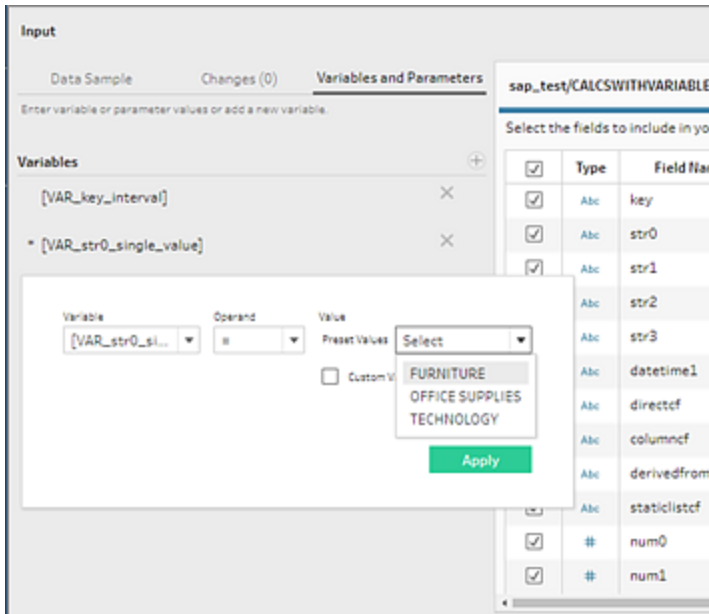 Input
Data Sample Changes (0) Variables and Parameters
Enter variable or parameter values or add a new variable.
Variables
[VAR_key_interval]
* [VAR_str0_single_value]
Variable Operand Value
[VAR_str0_si... = Preset Values Select
Custom V
FURNITURE
OFFICE SUPPLIES
TECHNOLOGY
Apply
sap_test/CALCSWITHVARIABLE
Select the fields to include in yo
Type Field Nar
Abc key
Abc str0
Abc str1
Abc str2
Abc str3
Abc datetime1
Abc directcf
Abc columncf
Abc derivedfrom
Abc staticlistcf
# num0
# num1